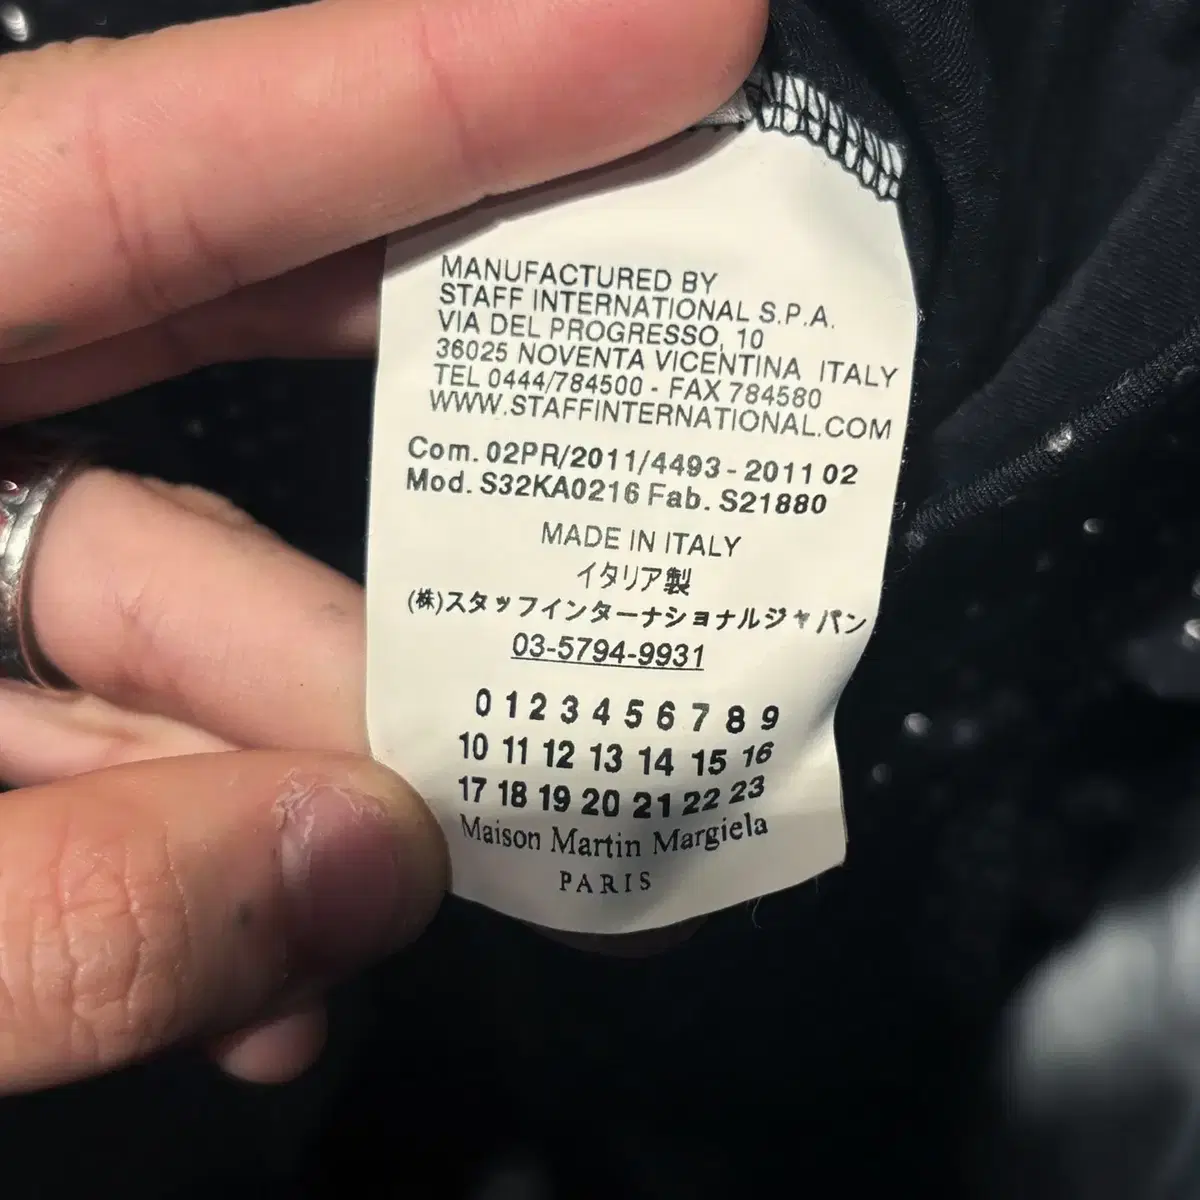 MANUFACTURED BY
STAFF INTERNATIONAL S.P.A.
VIA DEL PROGRESSO, 10
36025 NOVENTA VICENTINA ITALY
TEL 0444/784500 - FAX 784580
WWW.STAFFINTERNATIONAL.COM
Com. 02PR/2011/4493 - 2011 02
Mod. S32KA0216 Fab. S21880
MADE IN ITALY
イタリア製
(株)スタッフインターナショナルジャパン
03-5794-9931
0 1 2 3 4 5 6 7 8 9
10 11 12 13 14 15 16
17 18 19 20 21 22 23
Maison Martin Margiela
PARIS